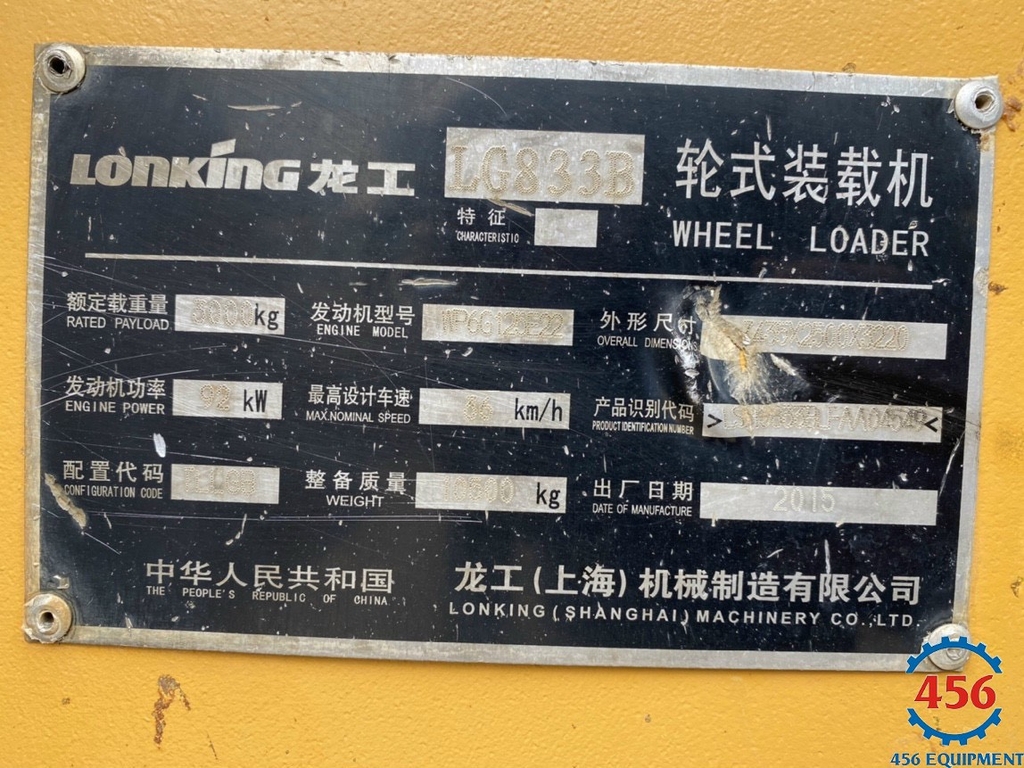 LONKING 龙工 LG833B 轮式装载机
特征
CHARACTERISTIC
WHEEL LOADER
额定载重量 3000kg
RATED PAYLOAD
发动机型号 WP6G125E22
ENGINE MODEL
外形尺寸 X2500X3220
OVERALL DIMENSIONS
发动机功率 92 kW
ENGINE POWER
最高设计车速 km/h
MAX.NOMINAL SPEED
产品识别代码 > <
PRODUCT IDENTIFICATION NUMBER
配置代码
CONFIGURATION CODE
整备质量 kg
WEIGHT
出厂日期 2015
DATE OF MANUFACTURE
中华人民共和国
THE PEOPLE'S REPUBLIC OF CHINA
龙工(上海)机械制造有限公司
LONKING(SHANGHAI)MACHINERY CO.,LTD.
456
456 EQUIPMENT